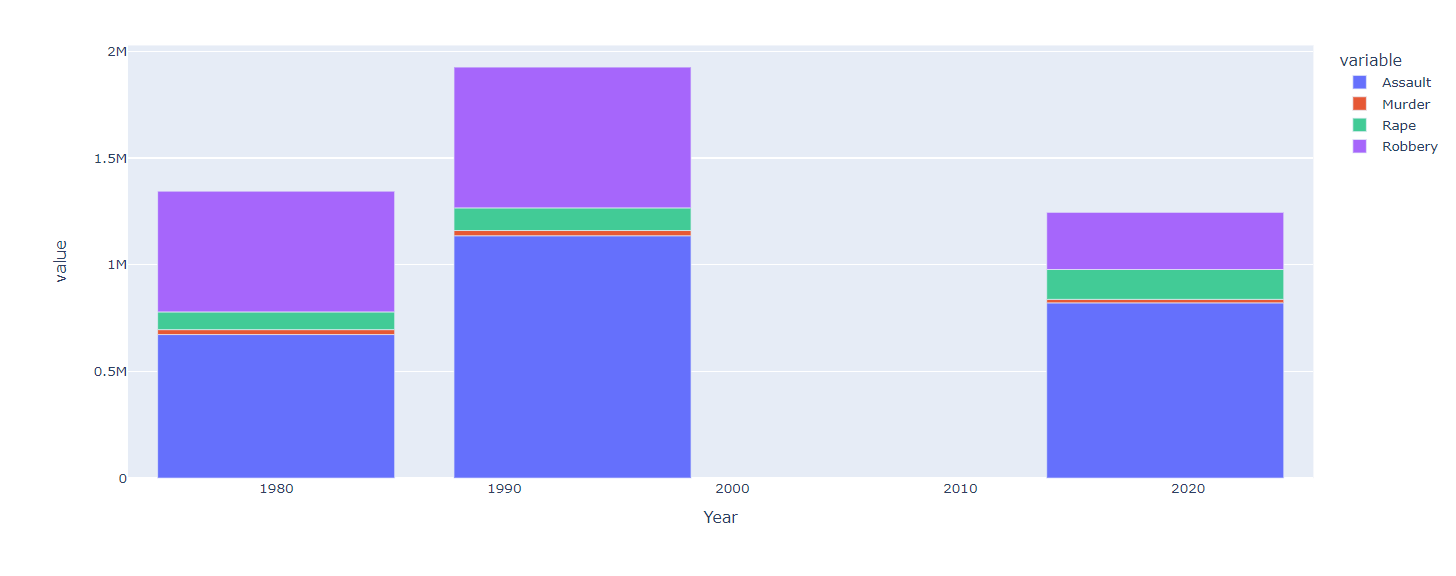 2M
1.5M
1M
0.5M
0
value
1980 1990 2000 2010 2020
Year
variable
Assault
Murder
Rape
Robbery